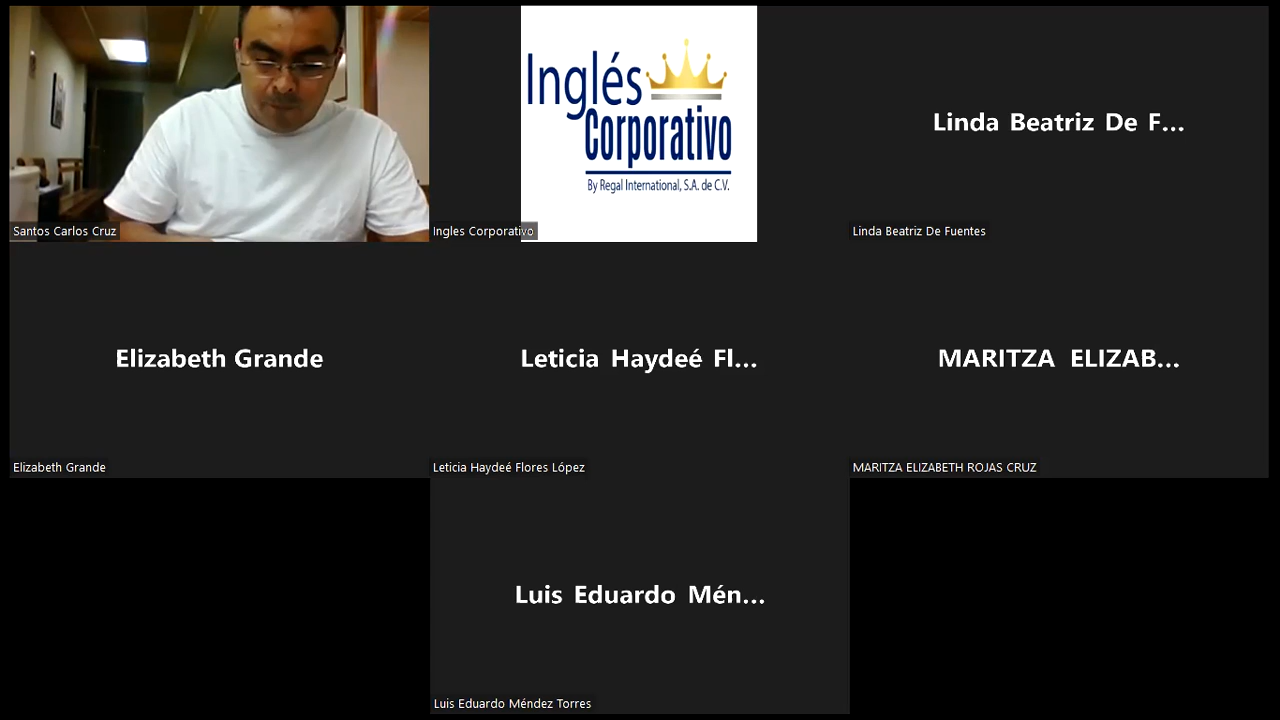 Santos Carlos Cruz
Inglés
Corporativo
By Regal International, S.A. de C.V.
Ingles Corporativo
Linda Beatriz De F...
Linda Beatriz De Fuentes
Elizabeth Grande
Elizabeth Grande
Leticia Haydeé Fl...
Leticia Haydeé Flores López
MARITZA ELIZAB...
MARITZA ELIZABETH ROJAS CRUZ
Luis Eduardo Mén...
Luis Eduardo Méndez Torres